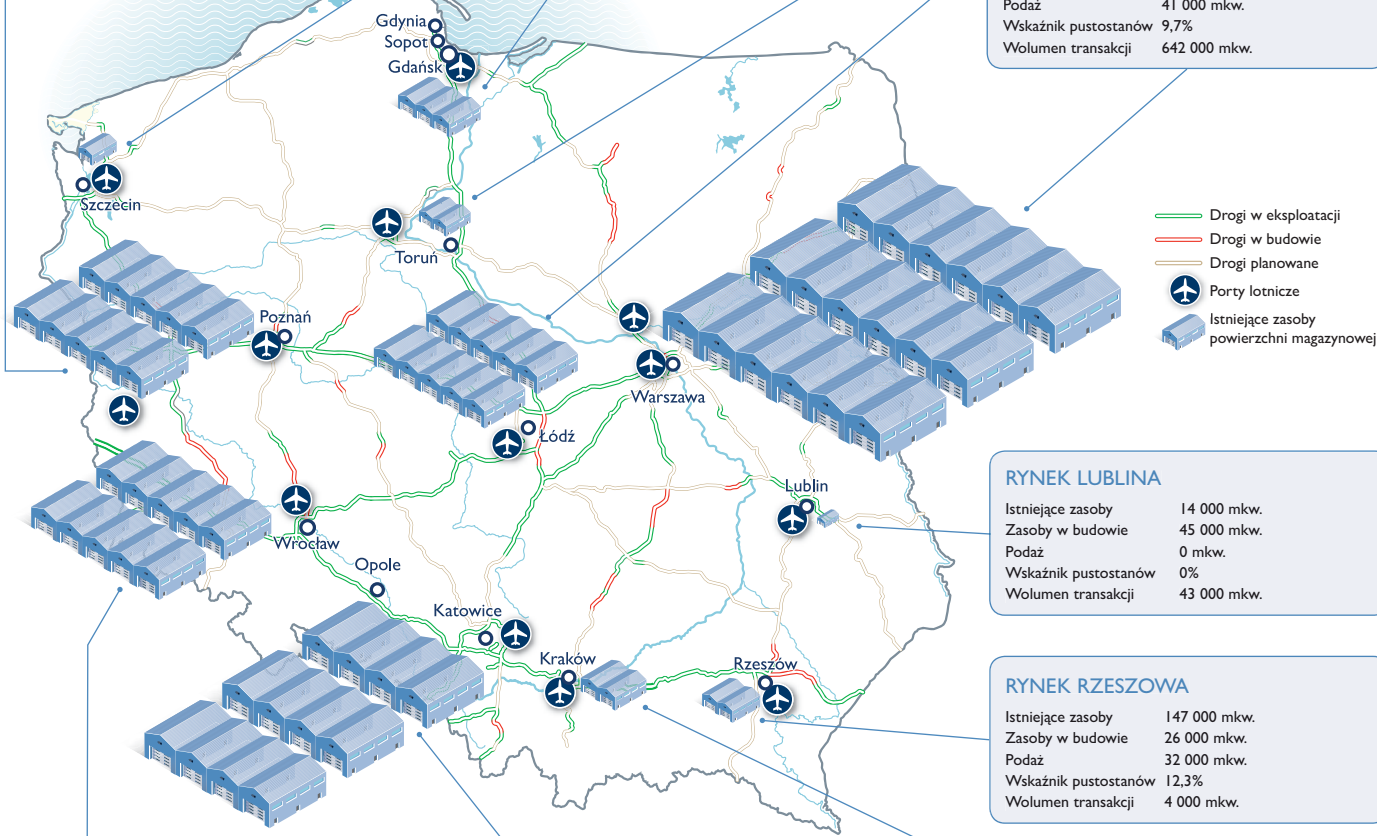 Podaż 41 000 mkw.
Wskaźnik pustostanów 9,7%
Wolumen transakcji 642 000 mkw.
Gdynia
Sopot
Gdańsk
Szczecin
Toruń
Poznań
Warszawa
Łódź
Lublin
Wrocław
Opole
Katowice
Kraków
Rzeszów
Drogi w eksploatacji
Drogi w budowie
Drogi planowane
Porty lotnicze
Istniejące zasoby
powierzchni magazynowej
RYNEK LUBLINA
Istniejące zasoby 14 000 mkw.
Zasoby w budowie 45 000 mkw.
Podaż 0 mkw.
Wskaźnik pustostanów 0%
Wolumen transakcji 43 000 mkw.
RYNEK RZESZOWA
Istniejące zasoby 147 000 mkw.
Zasoby w budowie 26 000 mkw.
Podaż 32 000 mkw.
Wskaźnik pustostanów 12,3%
Wolumen transakcji 4 000 mkw.